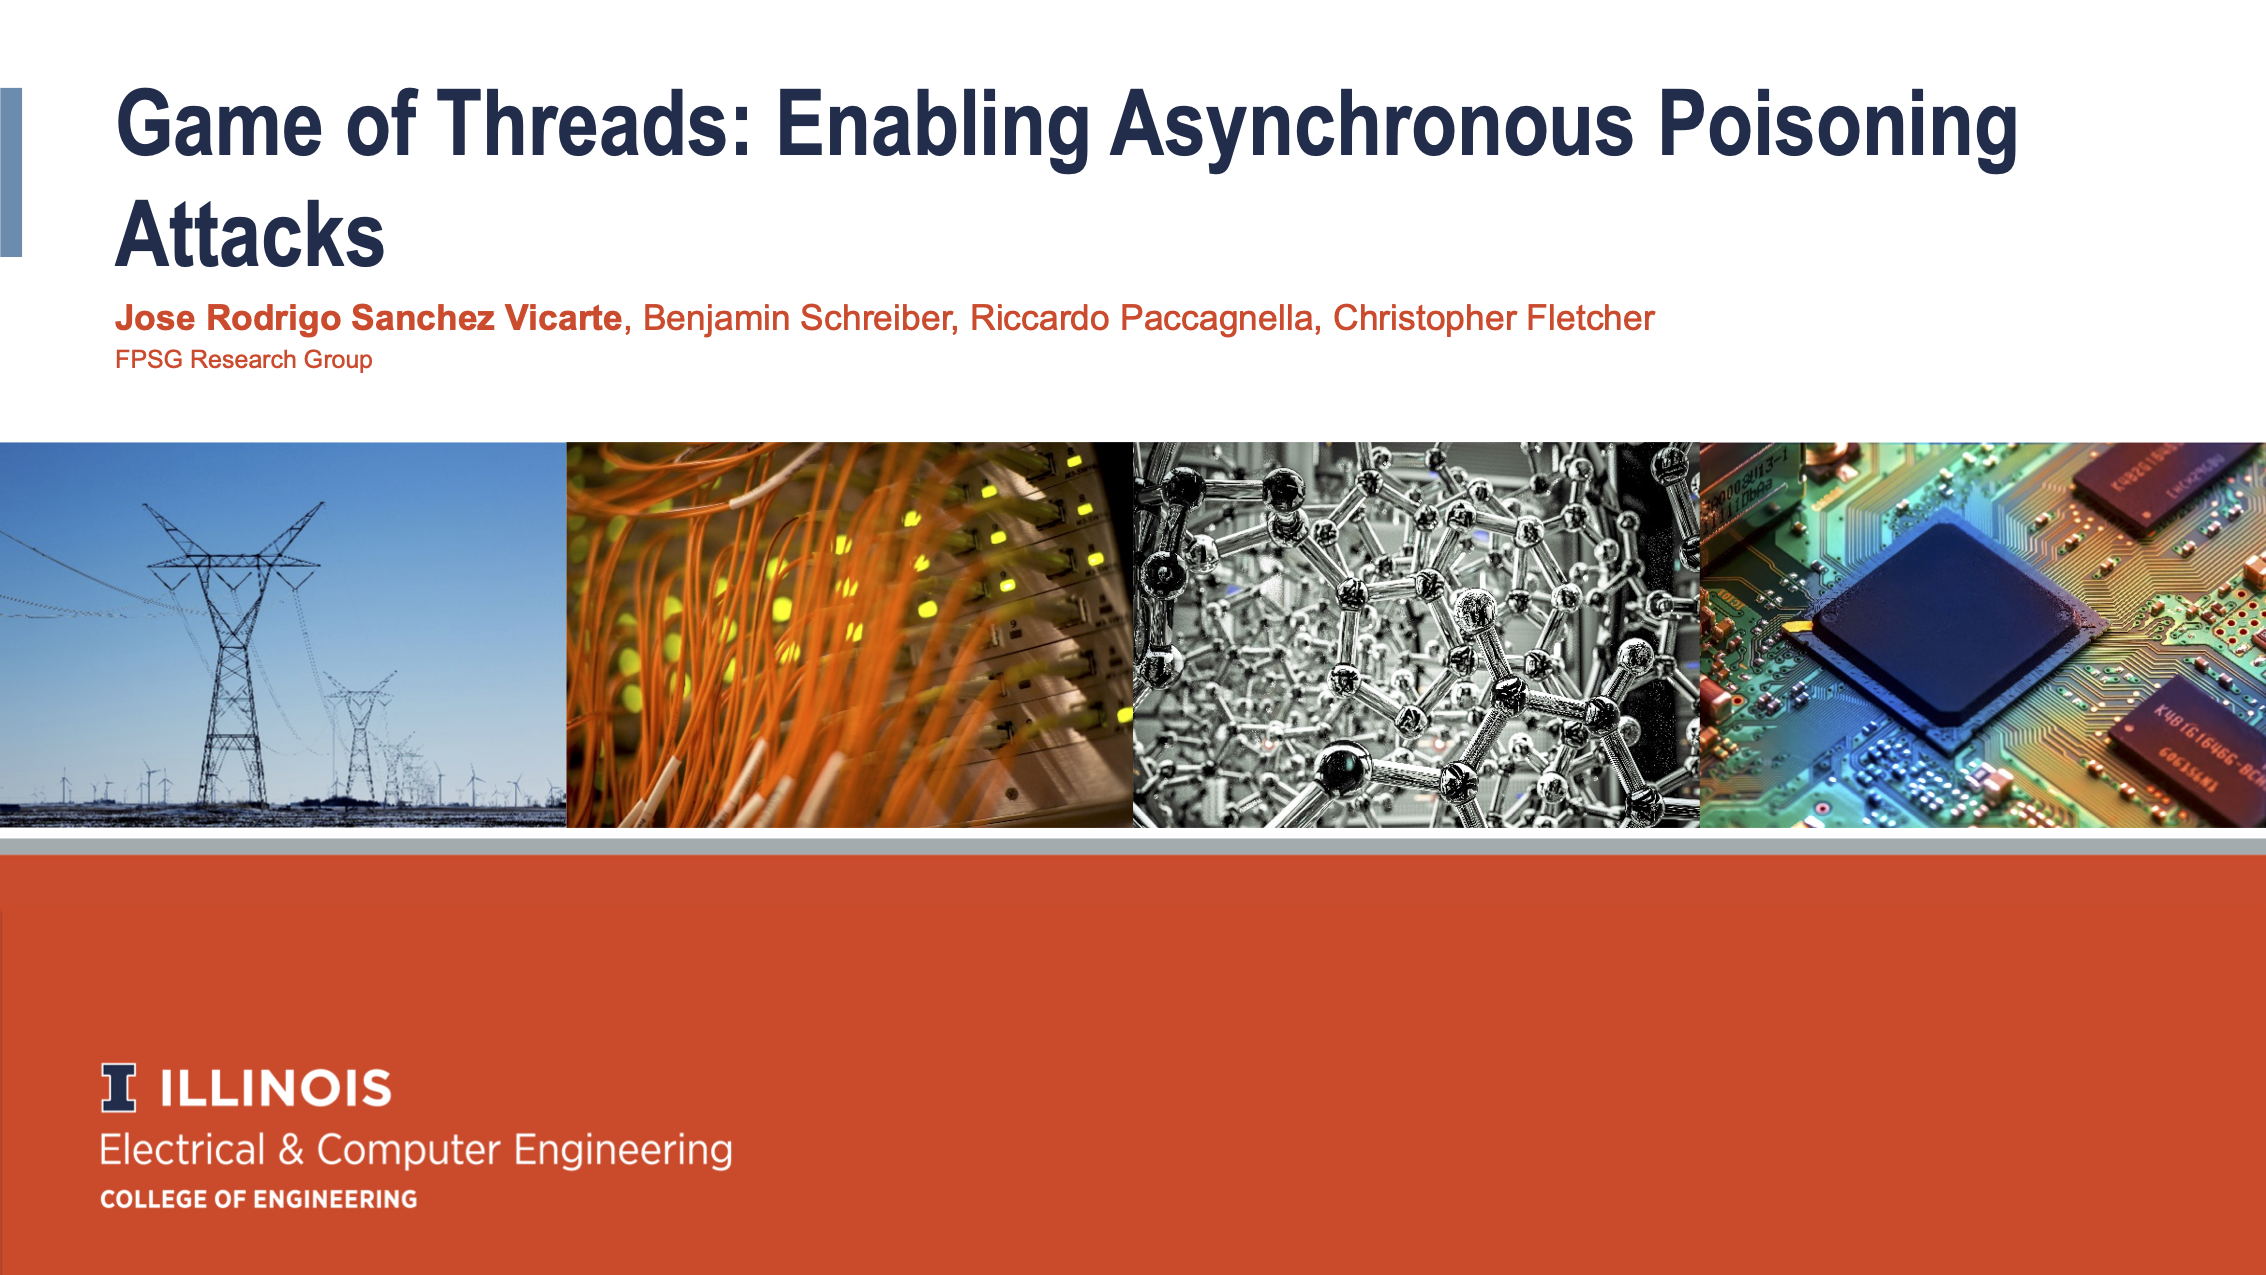 Game of Threads: Enabling Asynchronous Poisoning
Attacks
Jose Rodrigo Sanchez Vicarte, Benjamin Schreiber, Riccardo Paccagnella, Christopher Fletcher
FPSG Research Group
I ILLINOIS
Electrical & Computer Engineering
COLLEGE OF ENGINEERING